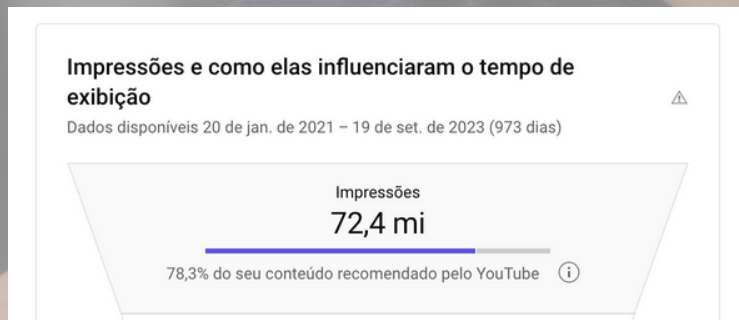 Impressões e como elas influenciaram o tempo de
exibição
Dados disponíveis 20 de jan. de 2021 – 19 de set. de 2023 (973 dias)
Impressões
72,4 mi
78,3% do seu conteúdo recomendado pelo YouTube